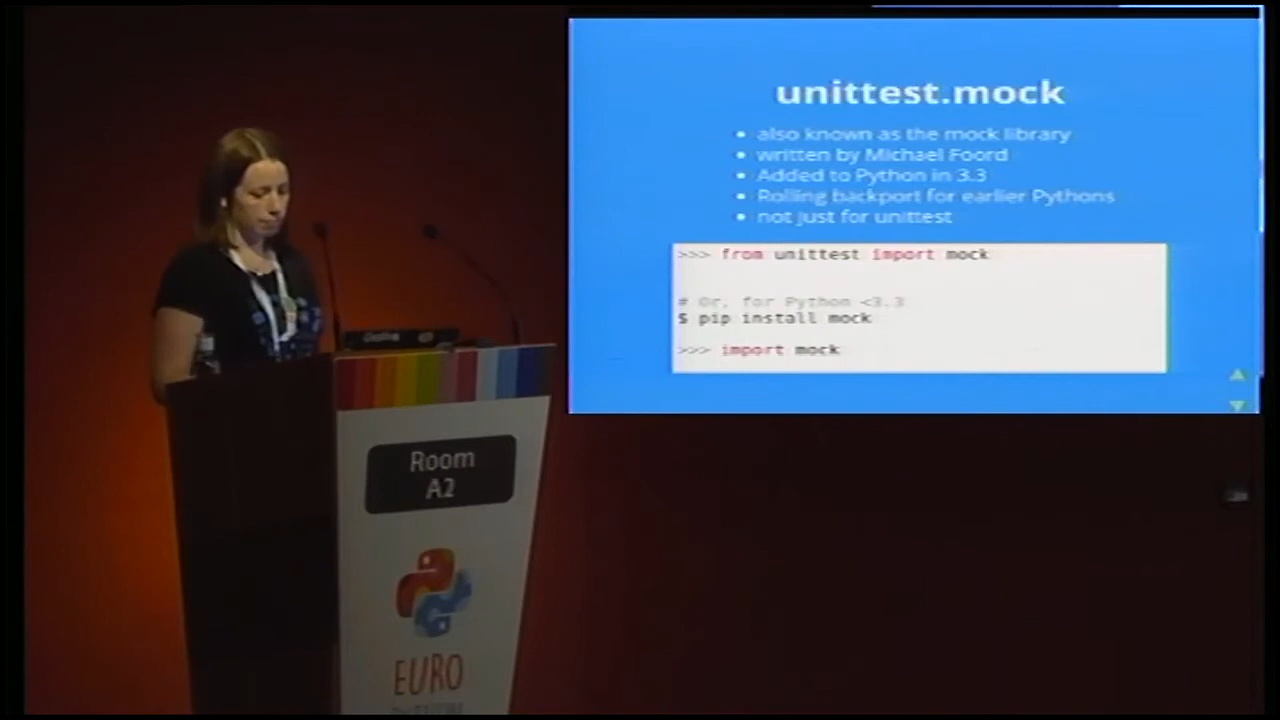 unittest.mock
also known as the mock library
written by Michael Foord
Added to Python in 3.3
Rolling backport for earlier Pythons
not just for unittest
>>> from unittest import mock
# Or, for Python <3.3
$ pip install mock
>>> import mock
Room
A2
EURO